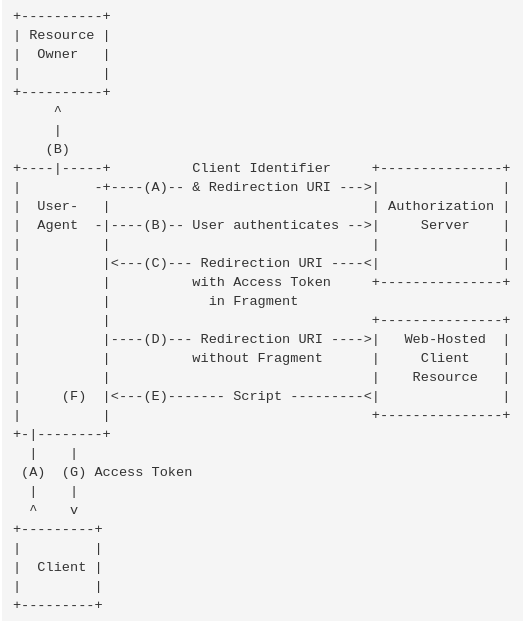 +----------+
| Resource |
|  Owner   |
|          |
+----------+
     ^
     |
    (B)
+----|-----+          Client Identifier     +---------------+
|         -+----(A)-- & Redirection URI --->|               |
|  User-   |                                | Authorization |
|  Agent  -|----(B)-- User authenticates -->|     Server    |
|          |                                |               |
|          |<---(C)--- Redirection URI ----<|               |
|          |          with Access Token     +---------------+
|          |            in Fragment
|          |                                +---------------+
|          |----(D)--- Redirection URI ---->|   Web-Hosted  |
|          |          without Fragment      |     Client    |
|          |                                |    Resource   |
|     (F)  |<---(E)------- Script ---------<|               |
|          |                                +---------------+
+-|--------+
  |    |
 (A)  (G) Access Token
  |    |
  ^    v
+---------+
|         |
|  Client |
|         |
+---------+